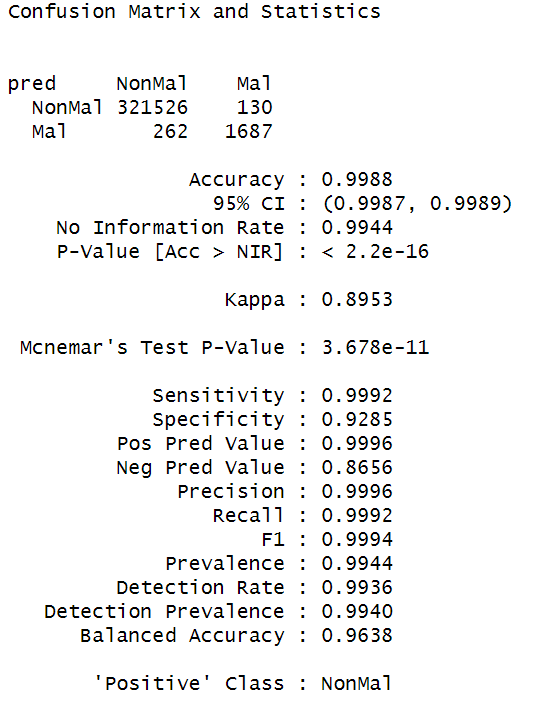 Confusion Matrix and Statistics
pred NonMal Mal
NonMal 321526 130
Mal 262 1687
Accuracy : 0.9988
95% CI : (0.9987, 0.9989)
No Information Rate : 0.9944
P-Value [Acc > NIR] : < 2.2e-16
Kappa : 0.8953
Mcnemar's Test P-Value : 3.678e-11
Sensitivity : 0.9992
Specificity : 0.9285
Pos Pred Value : 0.9996
Neg Pred Value : 0.8656
Precision : 0.9996
Recall : 0.9992
F1 : 0.9994
Prevalence : 0.9944
Detection Rate : 0.9936
Detection Prevalence : 0.9940
Balanced Accuracy : 0.9638
'Positive' Class : NonMal